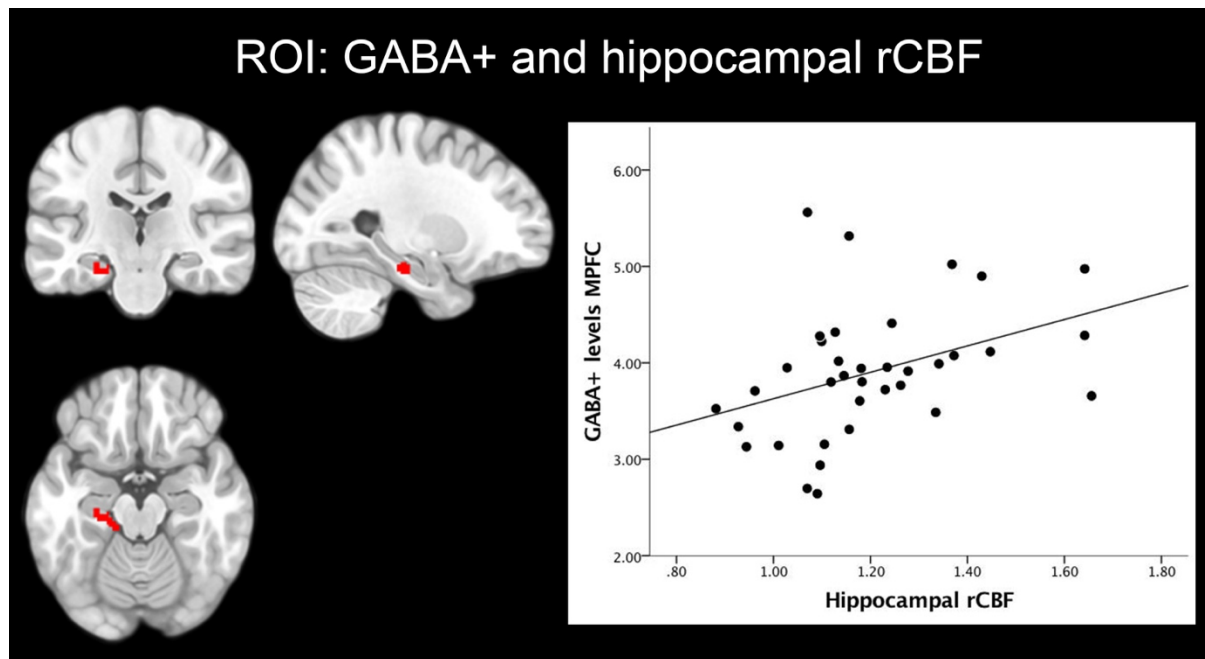 ROI: GABA+ and hippocampal rCBF
6.00
5.00
4.00
3.00
2.00
GABA+ levels MPFC
.80 1.00 1.20 1.40 1.60 1.80
Hippocampal rCBF